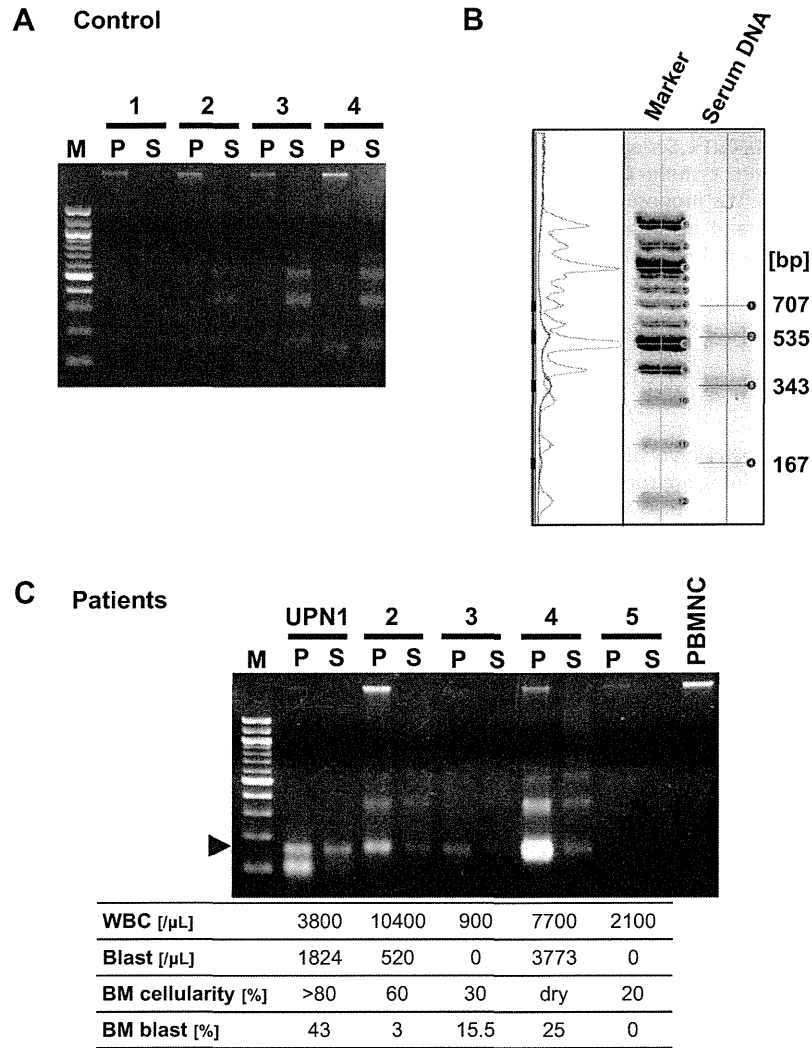 A Control
1 2 3 4
M P S P S P S P S
B
Marker
Serum DNA
[bp]
707
535
343
167
C Patients
UPN1 2 3 4 5 PBMNC
M P S P S P S P S P S
WBC [/μL] 3800 10400 900 7700 2100
Blast [/μL] 1824 520 0 3773 0
BM cellularity [%] >80 60 30 dry 20
BM blast [%] 43 3 15.5 25 0